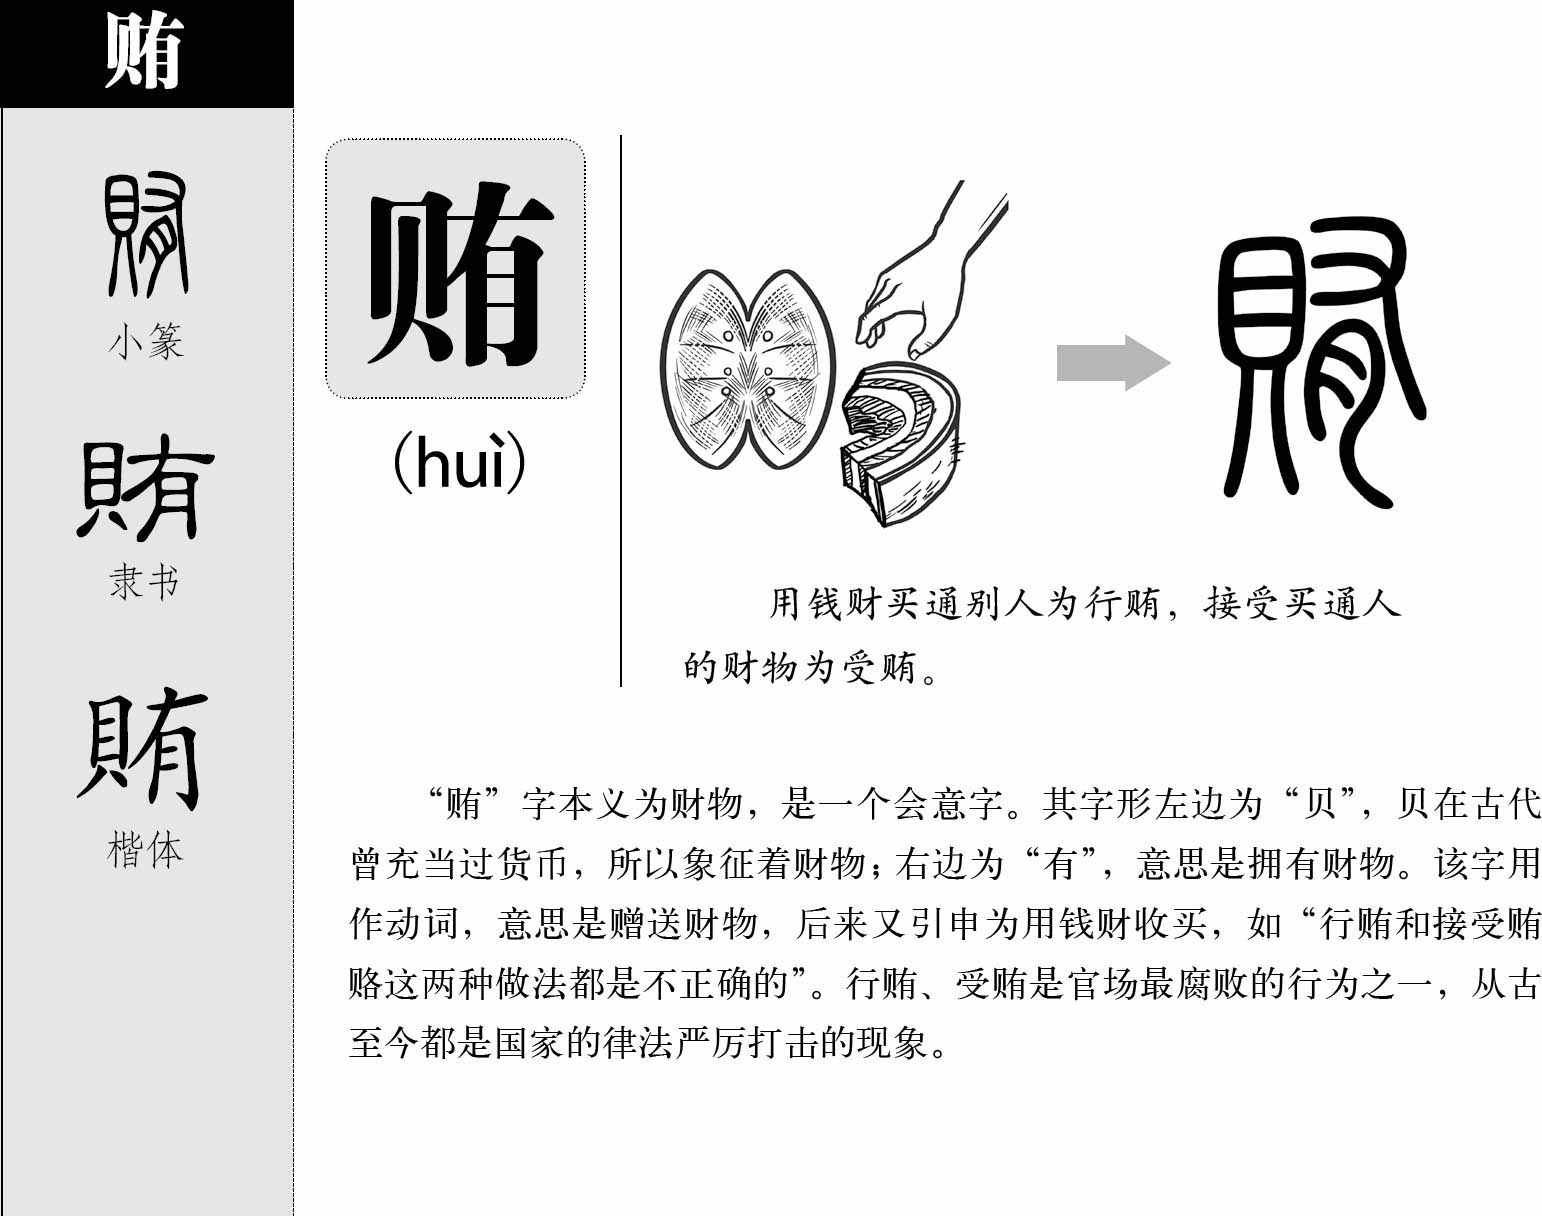 贿
賄
小篆
賄
隶书
賄
楷体
贿
（huì）
賄
用钱财买通别人为行贿，接受买通人
的财物为受贿。
“贿”字本义为财物，是一个会意字。其字形左边为“贝”，贝在古代
曾充当过货币，所以象征着财物；右边为“有”，意思是拥有财物。该字用
作动词，意思是赠送财物，后来又引申为用钱财收买，如“行贿和接受贿
赂这两种做法都是不正确的”。行贿、受贿是官场最腐败的行为之一，从古
至今都是国家的律法严厉打击的现象。